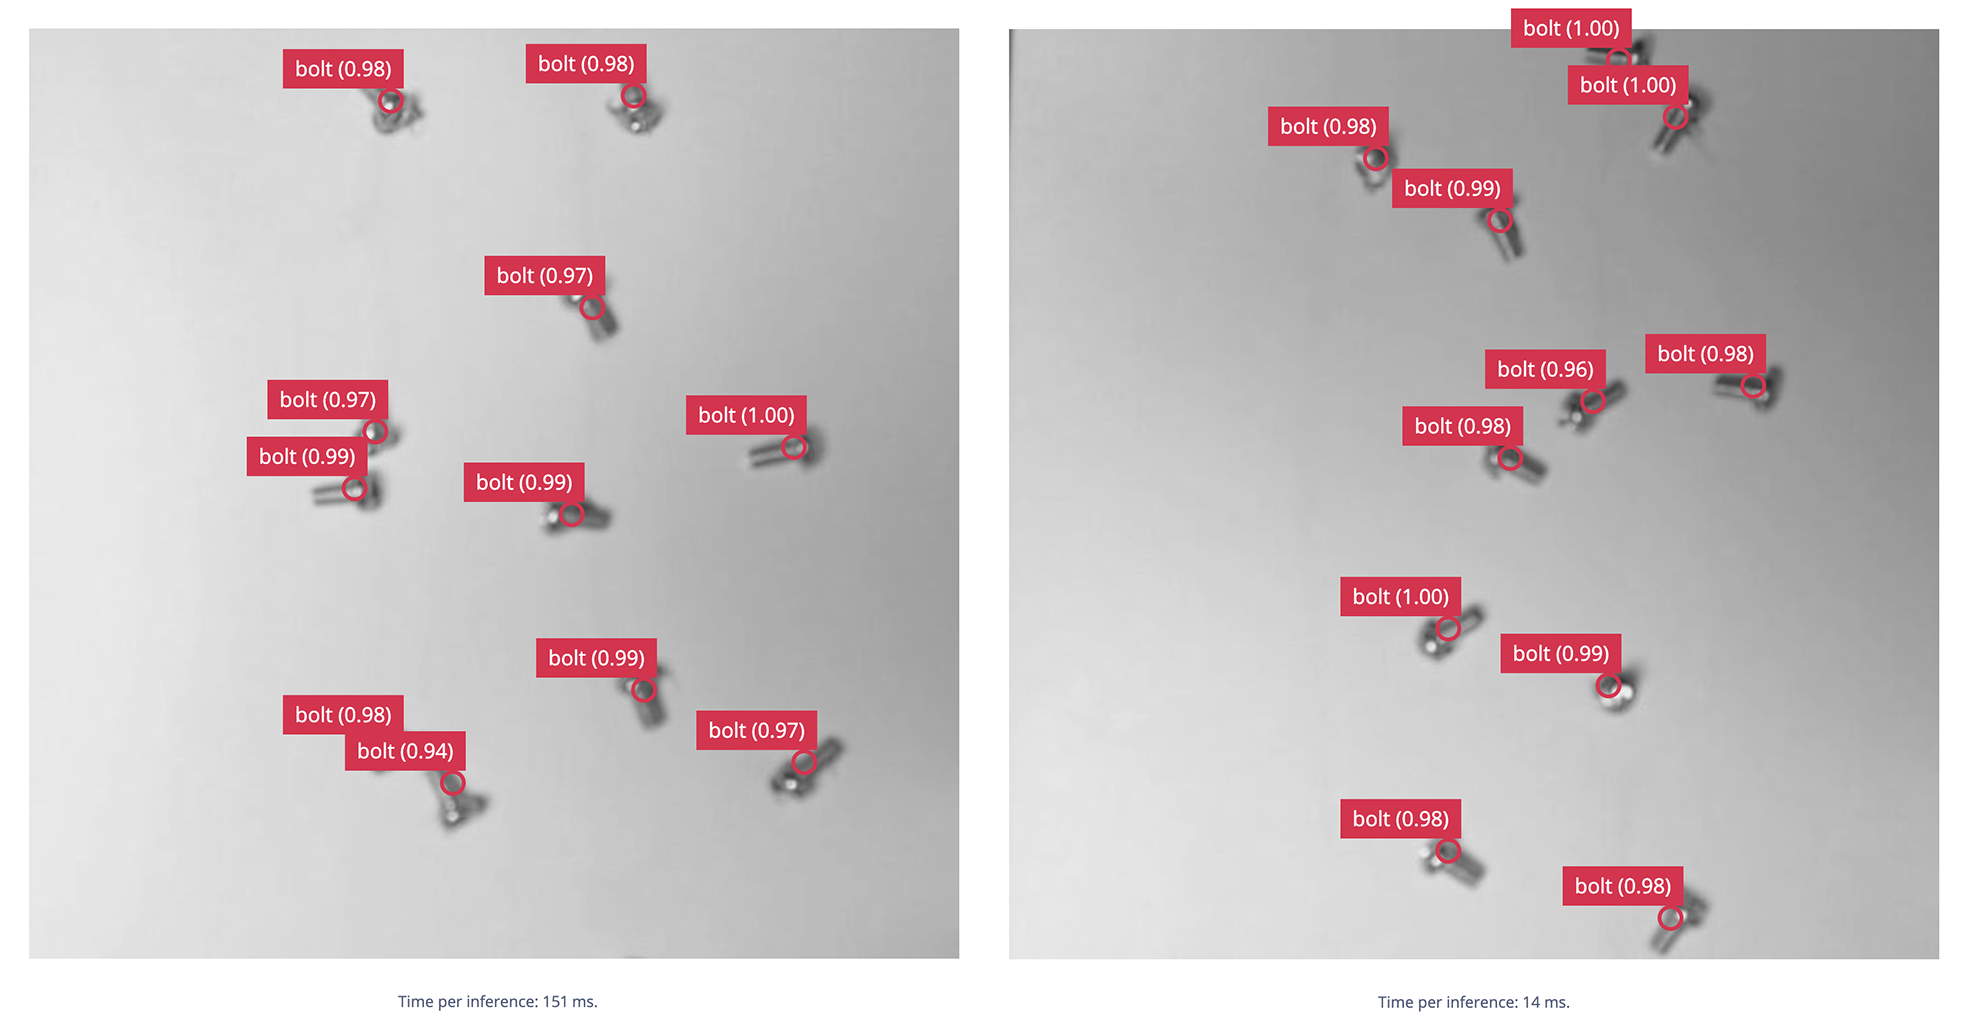 bolt (0.98)
bolt (0.98)
bolt (0.97)
bolt (0.97)
bolt (1.00)
bolt (0.99)
bolt (0.99)
bolt (0.99)
bolt (0.98)
bolt (0.97)
bolt (0.94)
Time per inference: 151 ms.
bolt (1.00)
bolt (1.00)
bolt (0.98)
bolt (0.99)
bolt (0.98)
bolt (0.96)
bolt (0.98)
bolt (1.00)
bolt (0.99)
bolt (0.98)
bolt (0.98)
Time per inference: 14 ms.